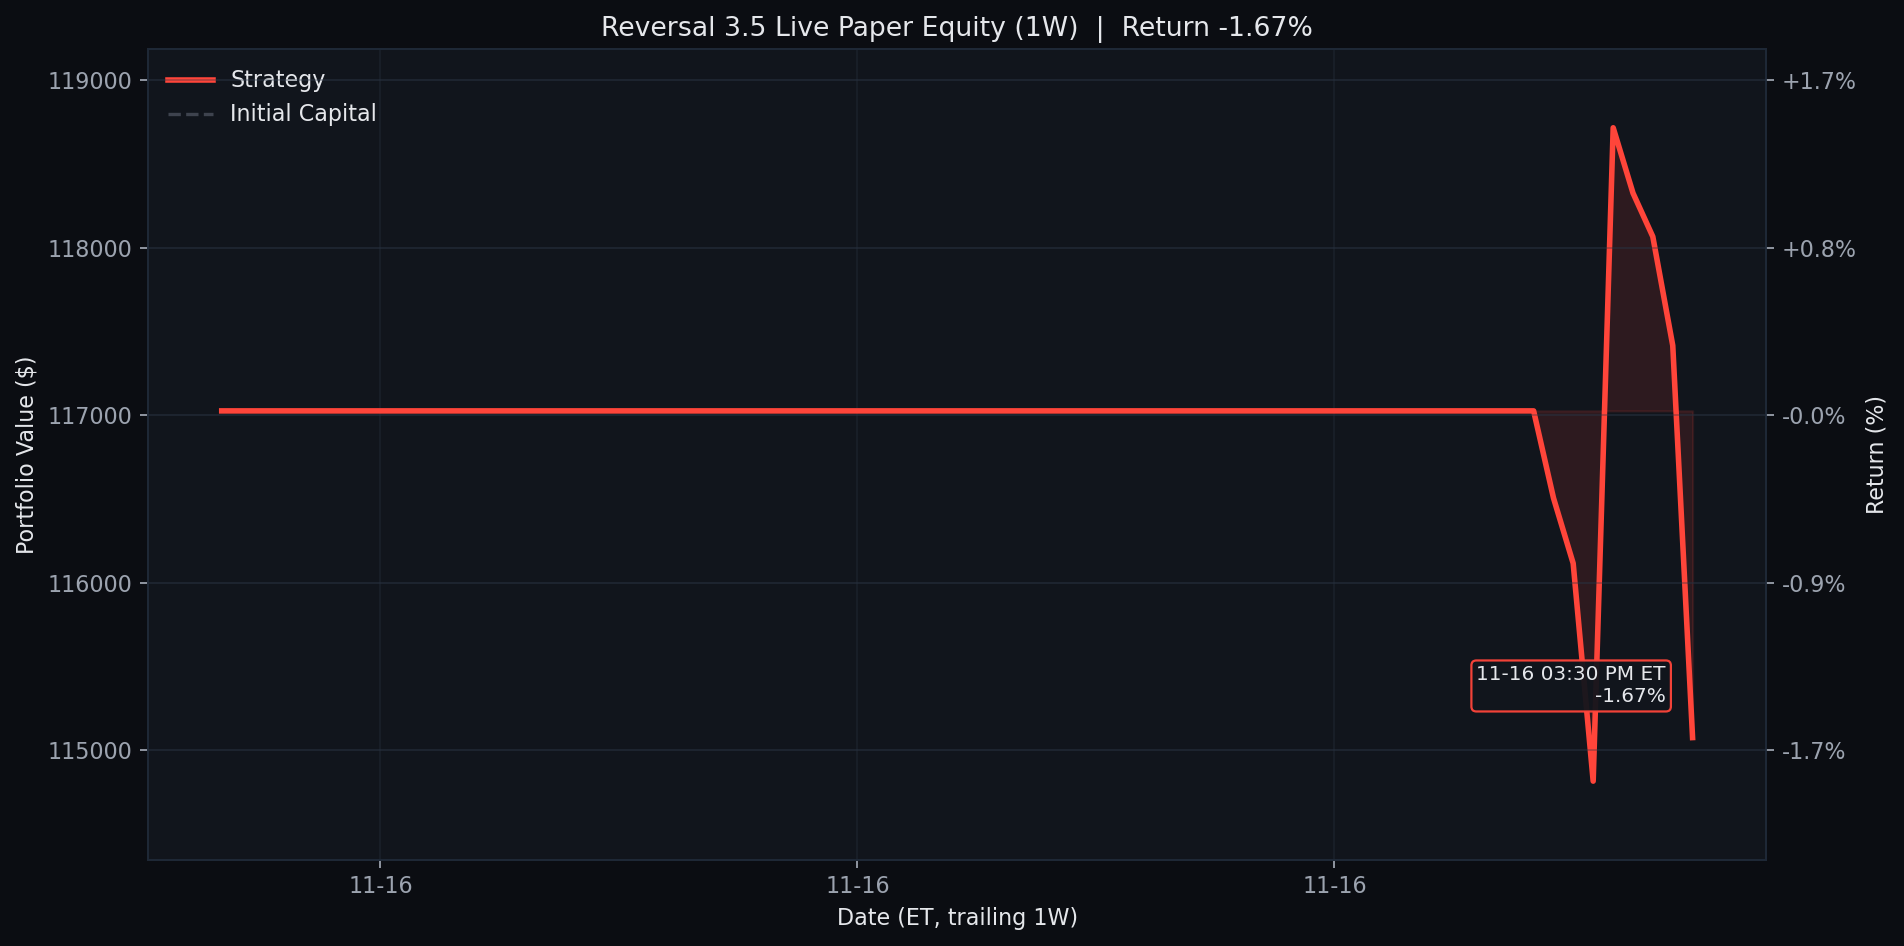 Reversal 3.5 Live Paper Equity (1W)  |  Return -1.67%
Strategy
Initial Capital
119000
118000
117000
116000
115000
Portfolio Value ($)
+1.7%
+0.8%
-0.0%
-0.9%
-1.7%
Return (%)
11-16 03:30 PM ET
-1.67%
11-16
11-16
11-16
Date (ET, trailing 1W)